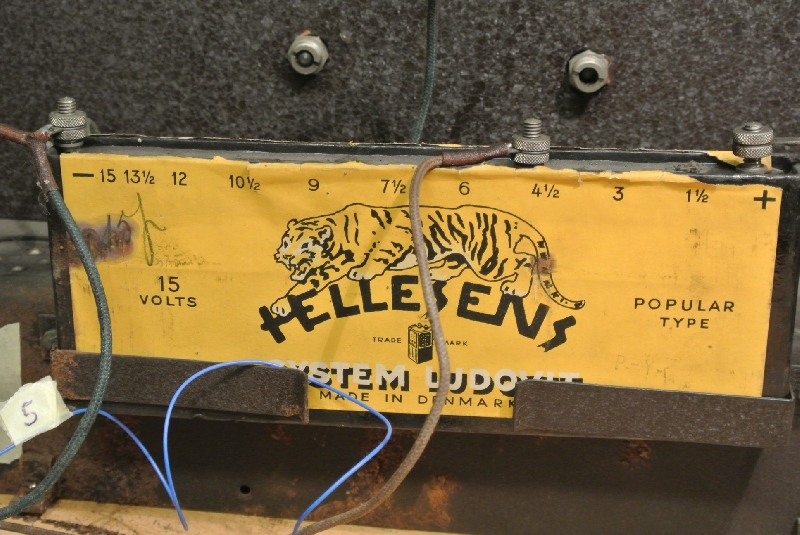 − 15 13½ 12 10½ 9 7½ 6 4½ 3 1½ +
15
VOLTS
HELLESENS
POPULAR
TYPE
TRADE MARK
SYSTEM LUDOVIT
MADE IN DENMARK
5